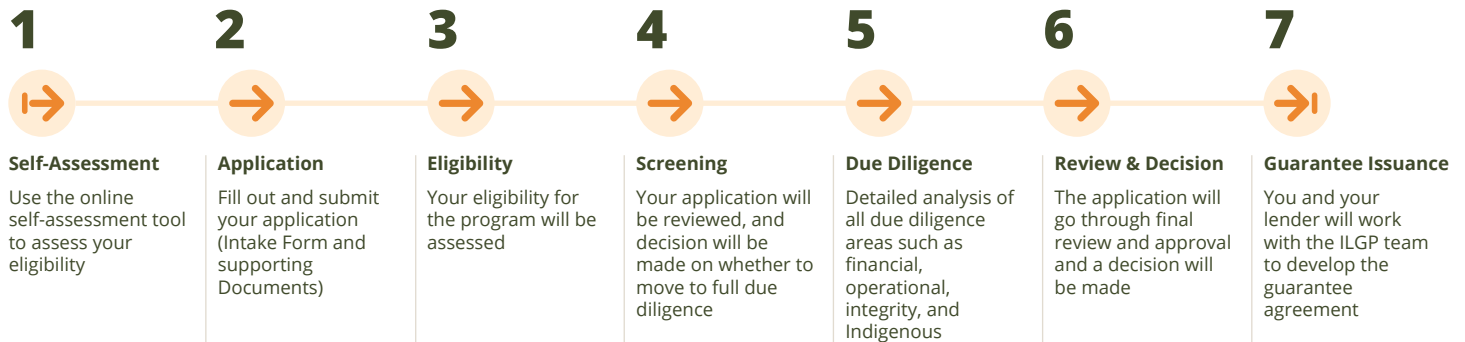 1
2
3
4
5
6
7
Self-Assessment
Use the online
self-assessment tool
to assess your
eligibility
Application
Fill out and submit
your application
(Intake Form and
supporting
Documents)
Eligibility
Your eligibility for
the program will be
assessed
Screening
Your application will
be reviewed, and
decision will be
made on whether to
move to full due
diligence
Due Diligence
Detailed analysis of
all due diligence
areas such as
financial,
operational,
integrity, and
Indigenous
Review & Decision
The application will
go through final
review and approval
and a decision will
be made
Guarantee Issuance
You and your
lender will work
with the ILGP team
to develop the
guarantee
agreement